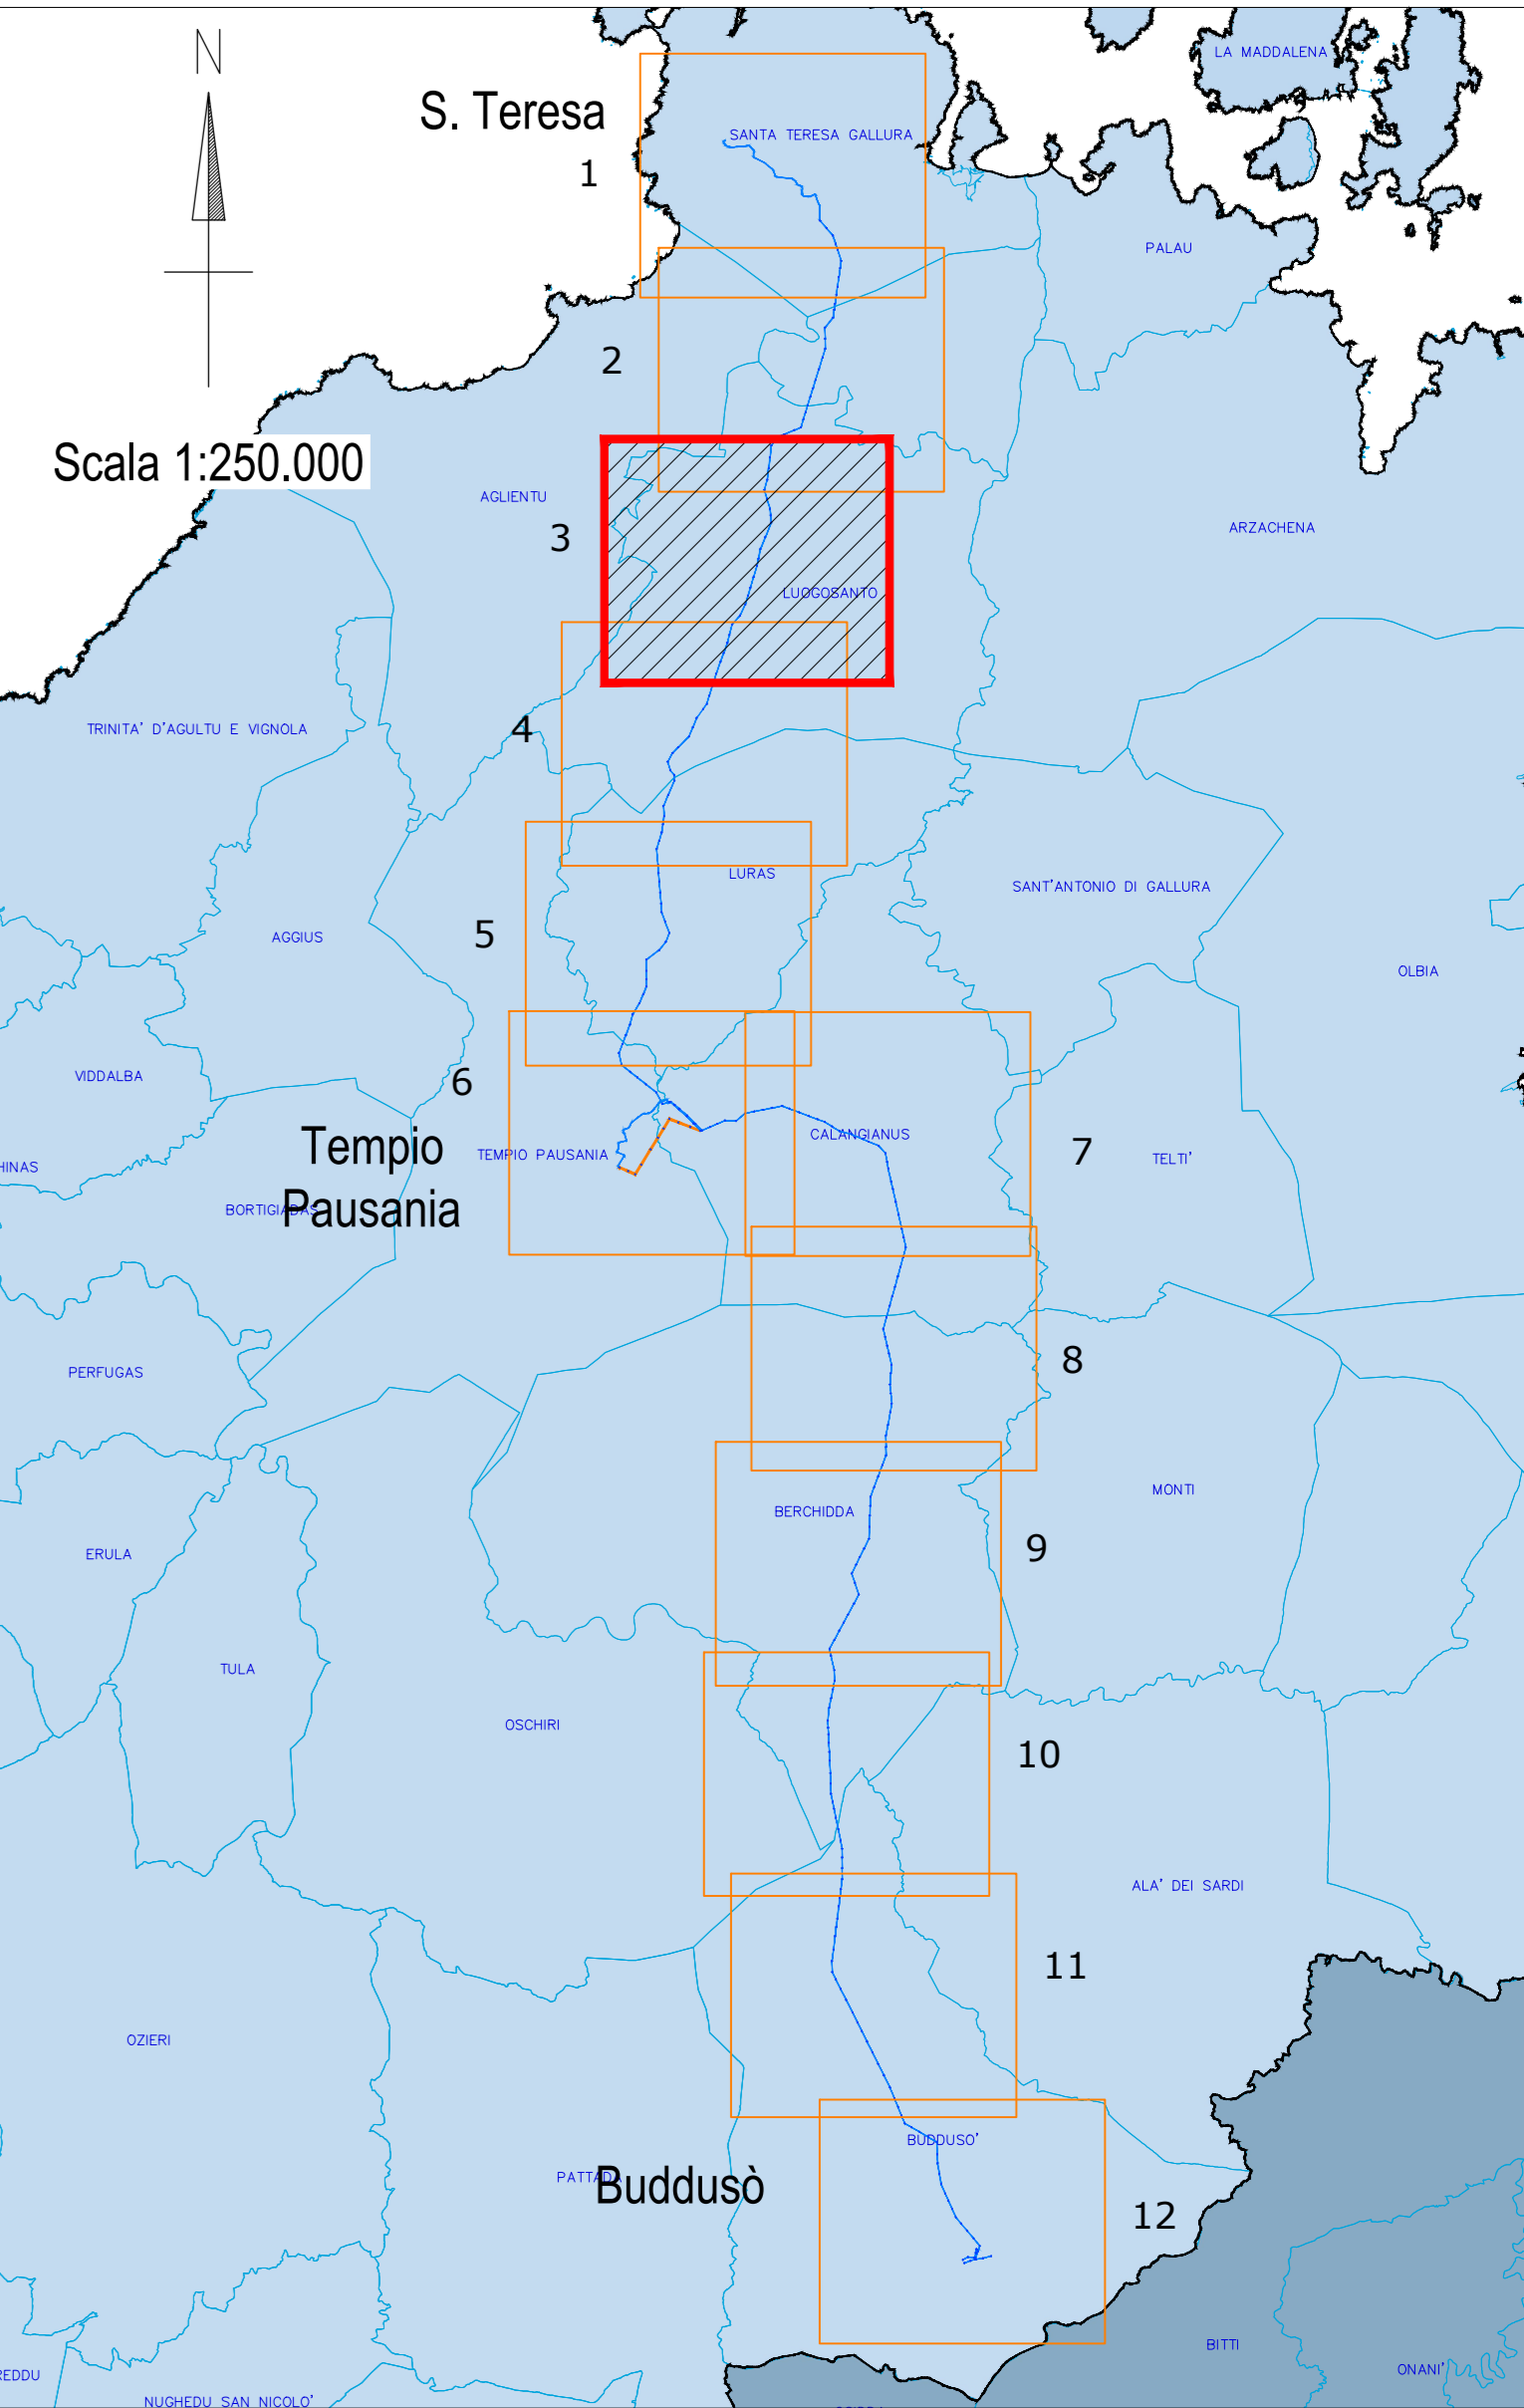 N
LA MADDALENA
S. Teresa
SANTA TERESA GALLURA
1
PALAU
2
Scala 1:250.000
AGLIENTU
ARZACHENA
3
LUOGOSANTO
TRINITA' D'AGULTU E VIGNOLA
4
LURAS
SANT'ANTONIO DI GALLURA
5
AGGIUS
OLBIA
VIDDALBA
6
CALANGIANUS
Tempio
Pausania
TEMPIO PAUSANIA
7
TELTI'
HINAS
BORTIGIADAS
8
PERFUGAS
MONTI
BERCHIDDA
9
ERULA
TULA
OSCHIRI
10
ALA' DEI SARDI
11
OZIERI
BUDDUSO'
PATTADA
Buddusò
12
BITTI
ONANI'
REDDU
NUGHEDU SAN NICOLO'